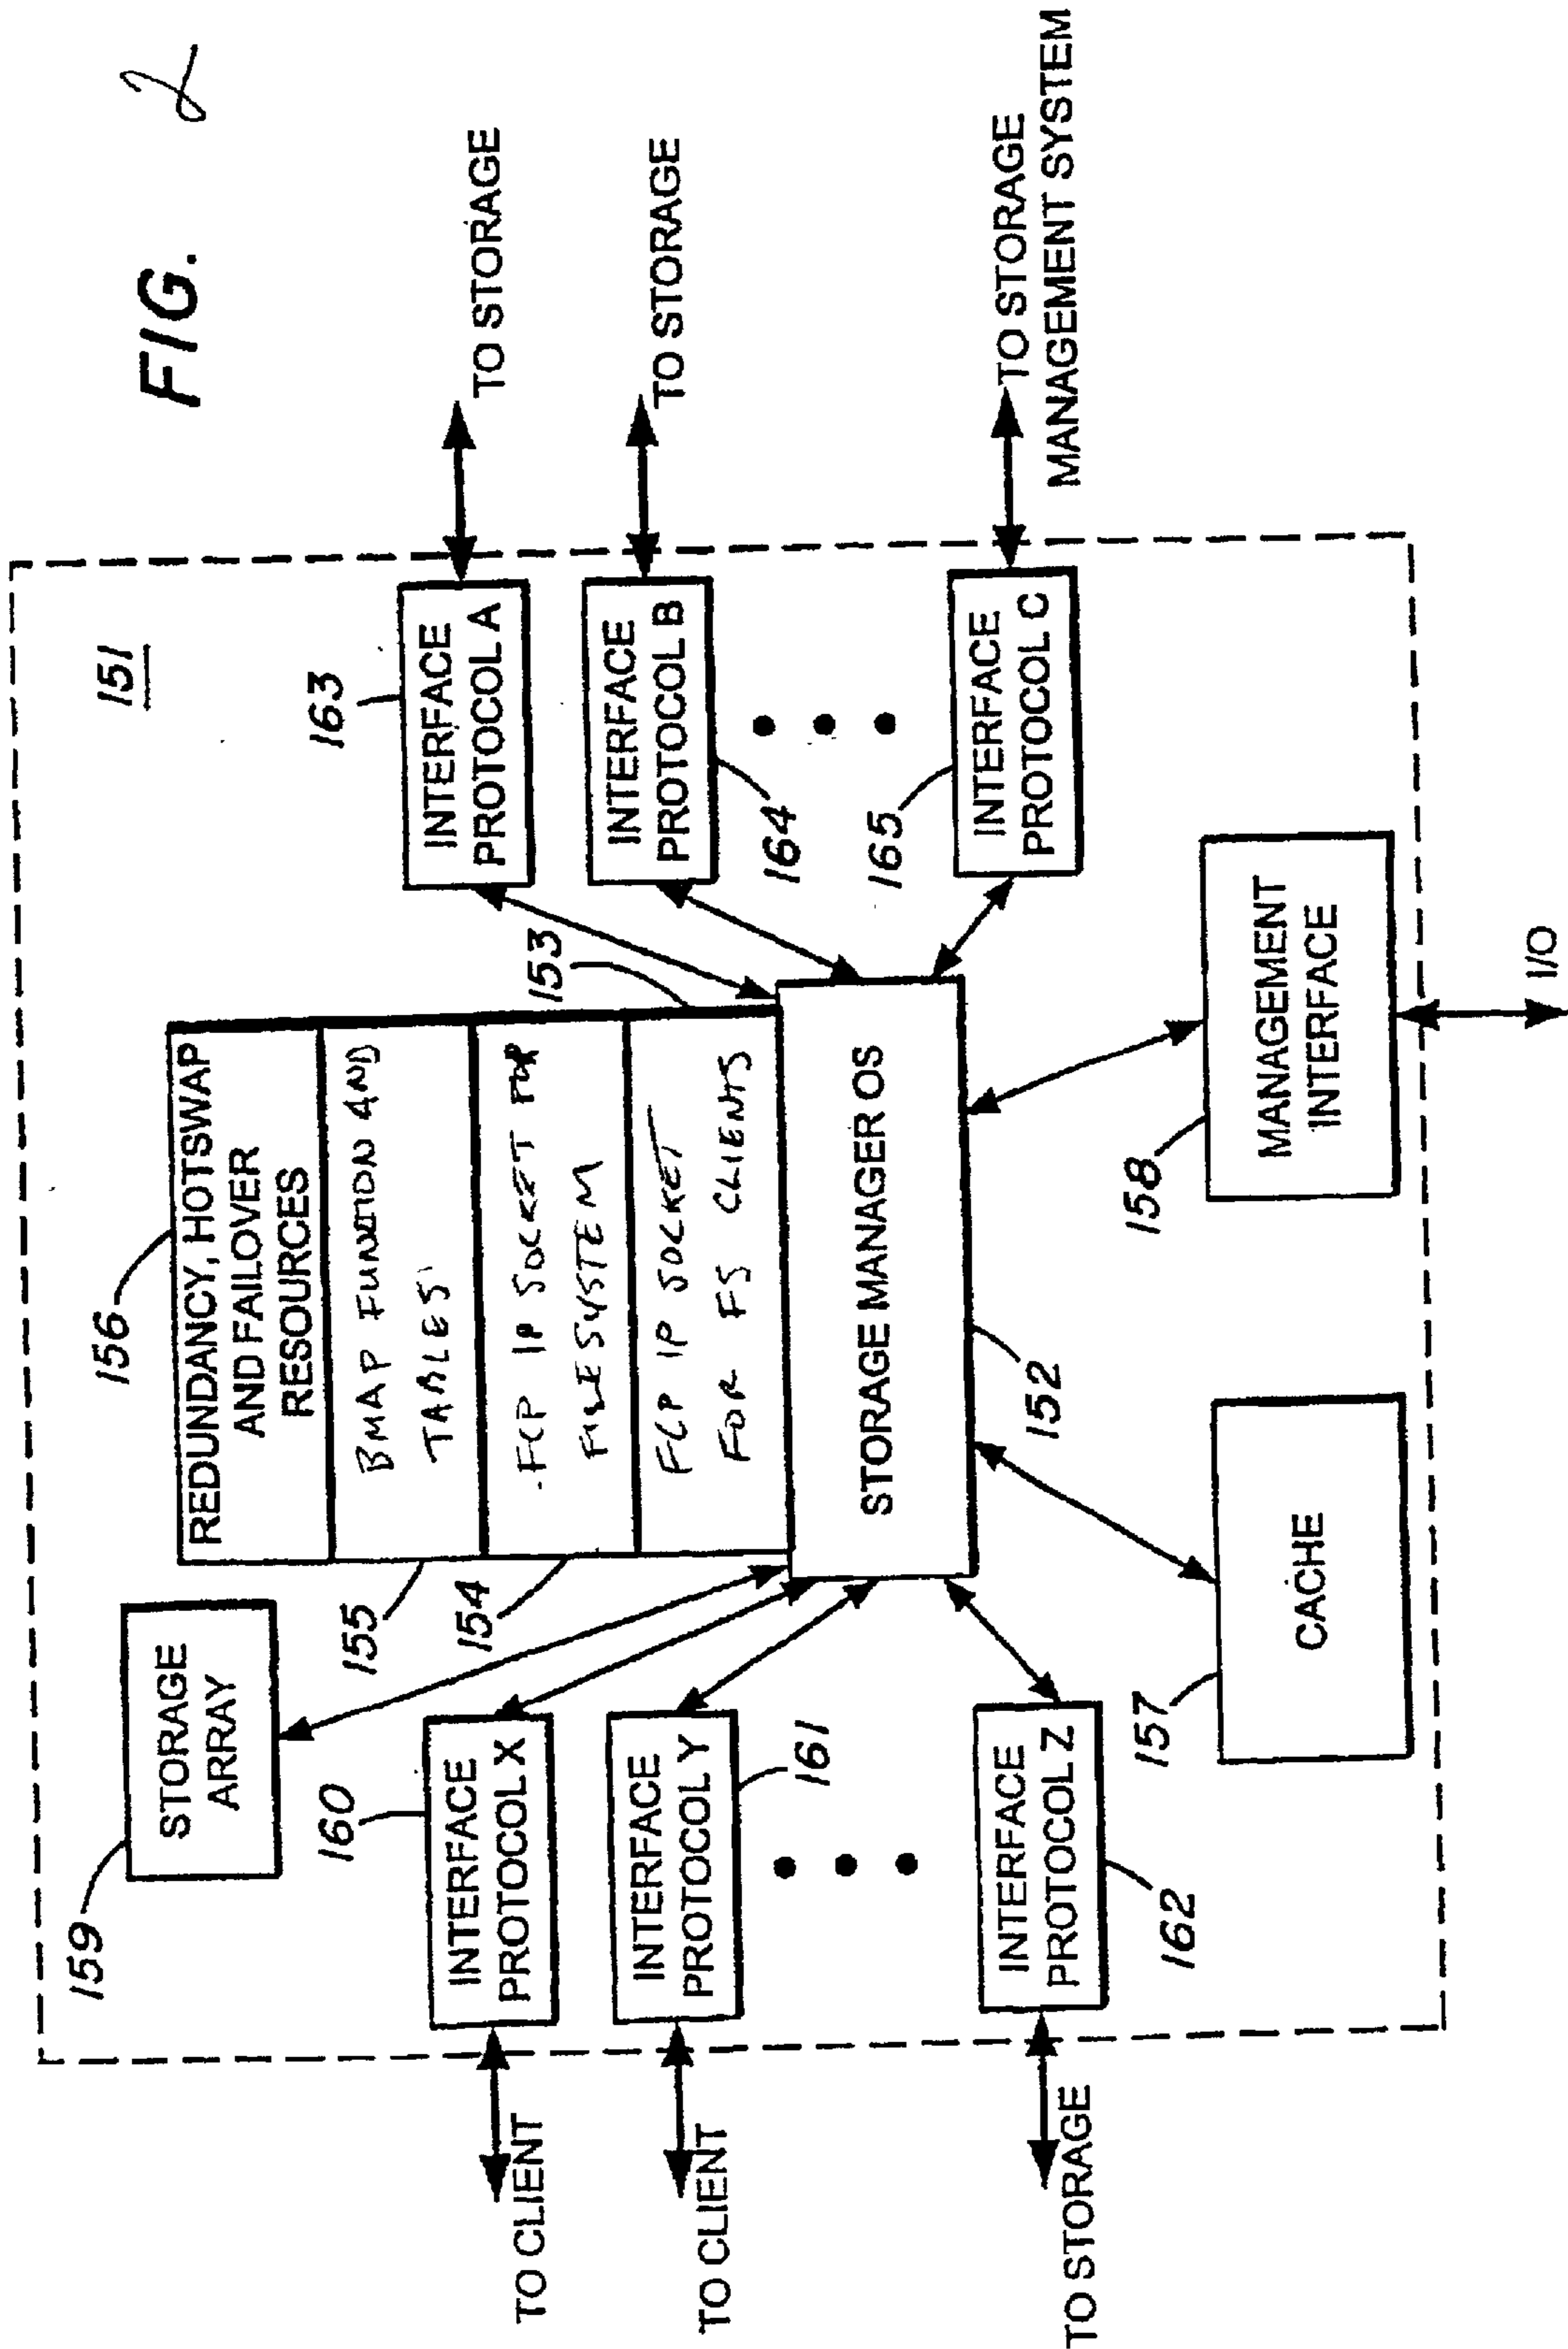 FIG. 2
151
159
STORAGE
ARRAY
156
REDUNDANCY, HOTSWAP
AND FAILOVER
RESOURCES
155
BMAP FUNCTION AND
TABLES
154
FCP IP SOCKET FOR
FILESYSTEM
153
FCP IP SOCKET
FOR FS CLIENTS
STORAGE MANAGER OS
152
TO CLIENT
160
INTERFACE
PROTOCOL X
TO CLIENT
INTERFACE
PROTOCOL Y
161
TO STORAGE
INTERFACE
PROTOCOL Z
162
163
INTERFACE
PROTOCOL A
TO STORAGE
INTERFACE
PROTOCOL B
164
TO STORAGE
165
INTERFACE
PROTOCOL C
TO STORAGE
MANAGEMENT SYSTEM
157
CACHE
158
MANAGEMENT
INTERFACE
I/O